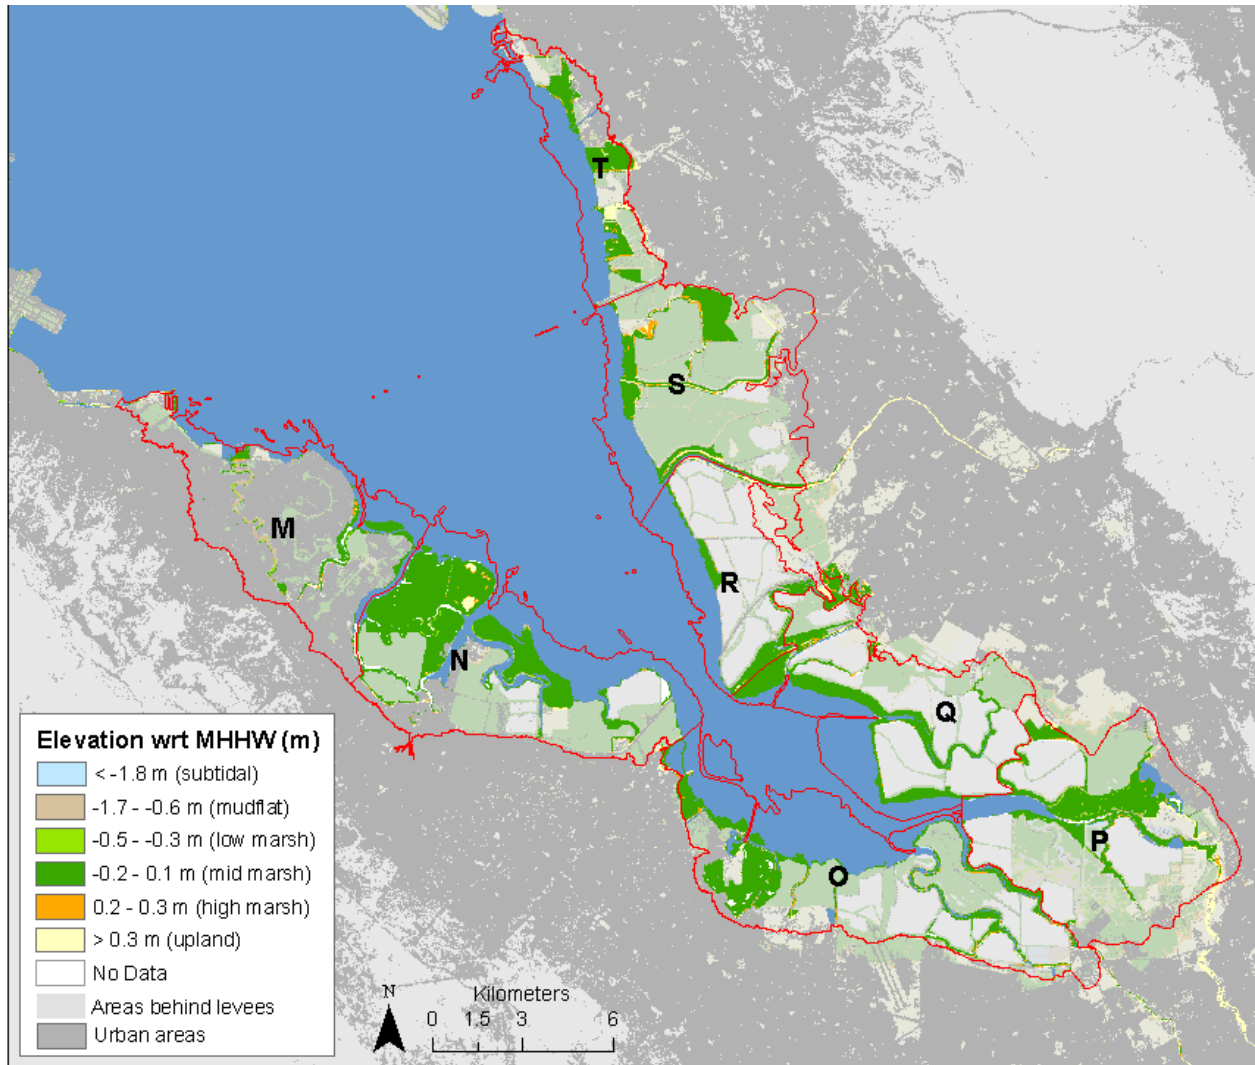 T
S
M
R
N
Q
P
O
Elevation wrt MHHW (m)
< -1.8 m (subtidal)
-1.7 - -0.6 m (mudflat)
-0.5 - -0.3 m (low marsh)
-0.2 - 0.1 m (mid marsh)
0.2 - 0.3 m (high marsh)
> 0.3 m (upland)
No Data
Areas behind levees
Urban areas
N
Kilometers
0 1.5 3 6